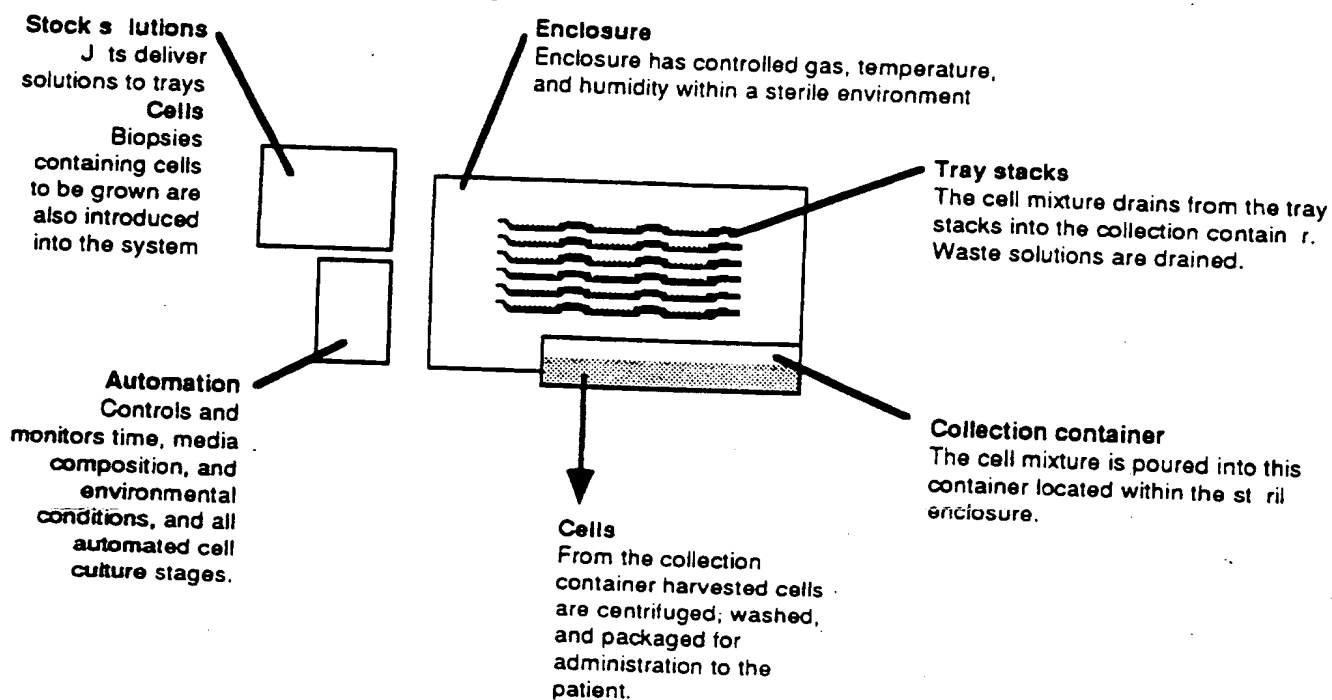 Stock s lutions
J ts deliver
solutions to trays
Cells
Biopsies
containing cells
to be grown are
also introduced
into the system
Enclosure
Enclosure has controlled gas, temperature,
and humidity within a sterile environment
Tray stacks
The cell mixture drains from the tray
stacks into the collection contain r.
Waste solutions are drained.
Automation
Controls and
monitors time, media
composition, and
environmental
conditions, and all
automated cell
culture stages.
Collection container
The cell mixture is poured into this
container located within the st ril
enclosure.
Cells
From the collection
container harvested cells
are centrifuged, washed,
and packaged for
administration to the
patient.